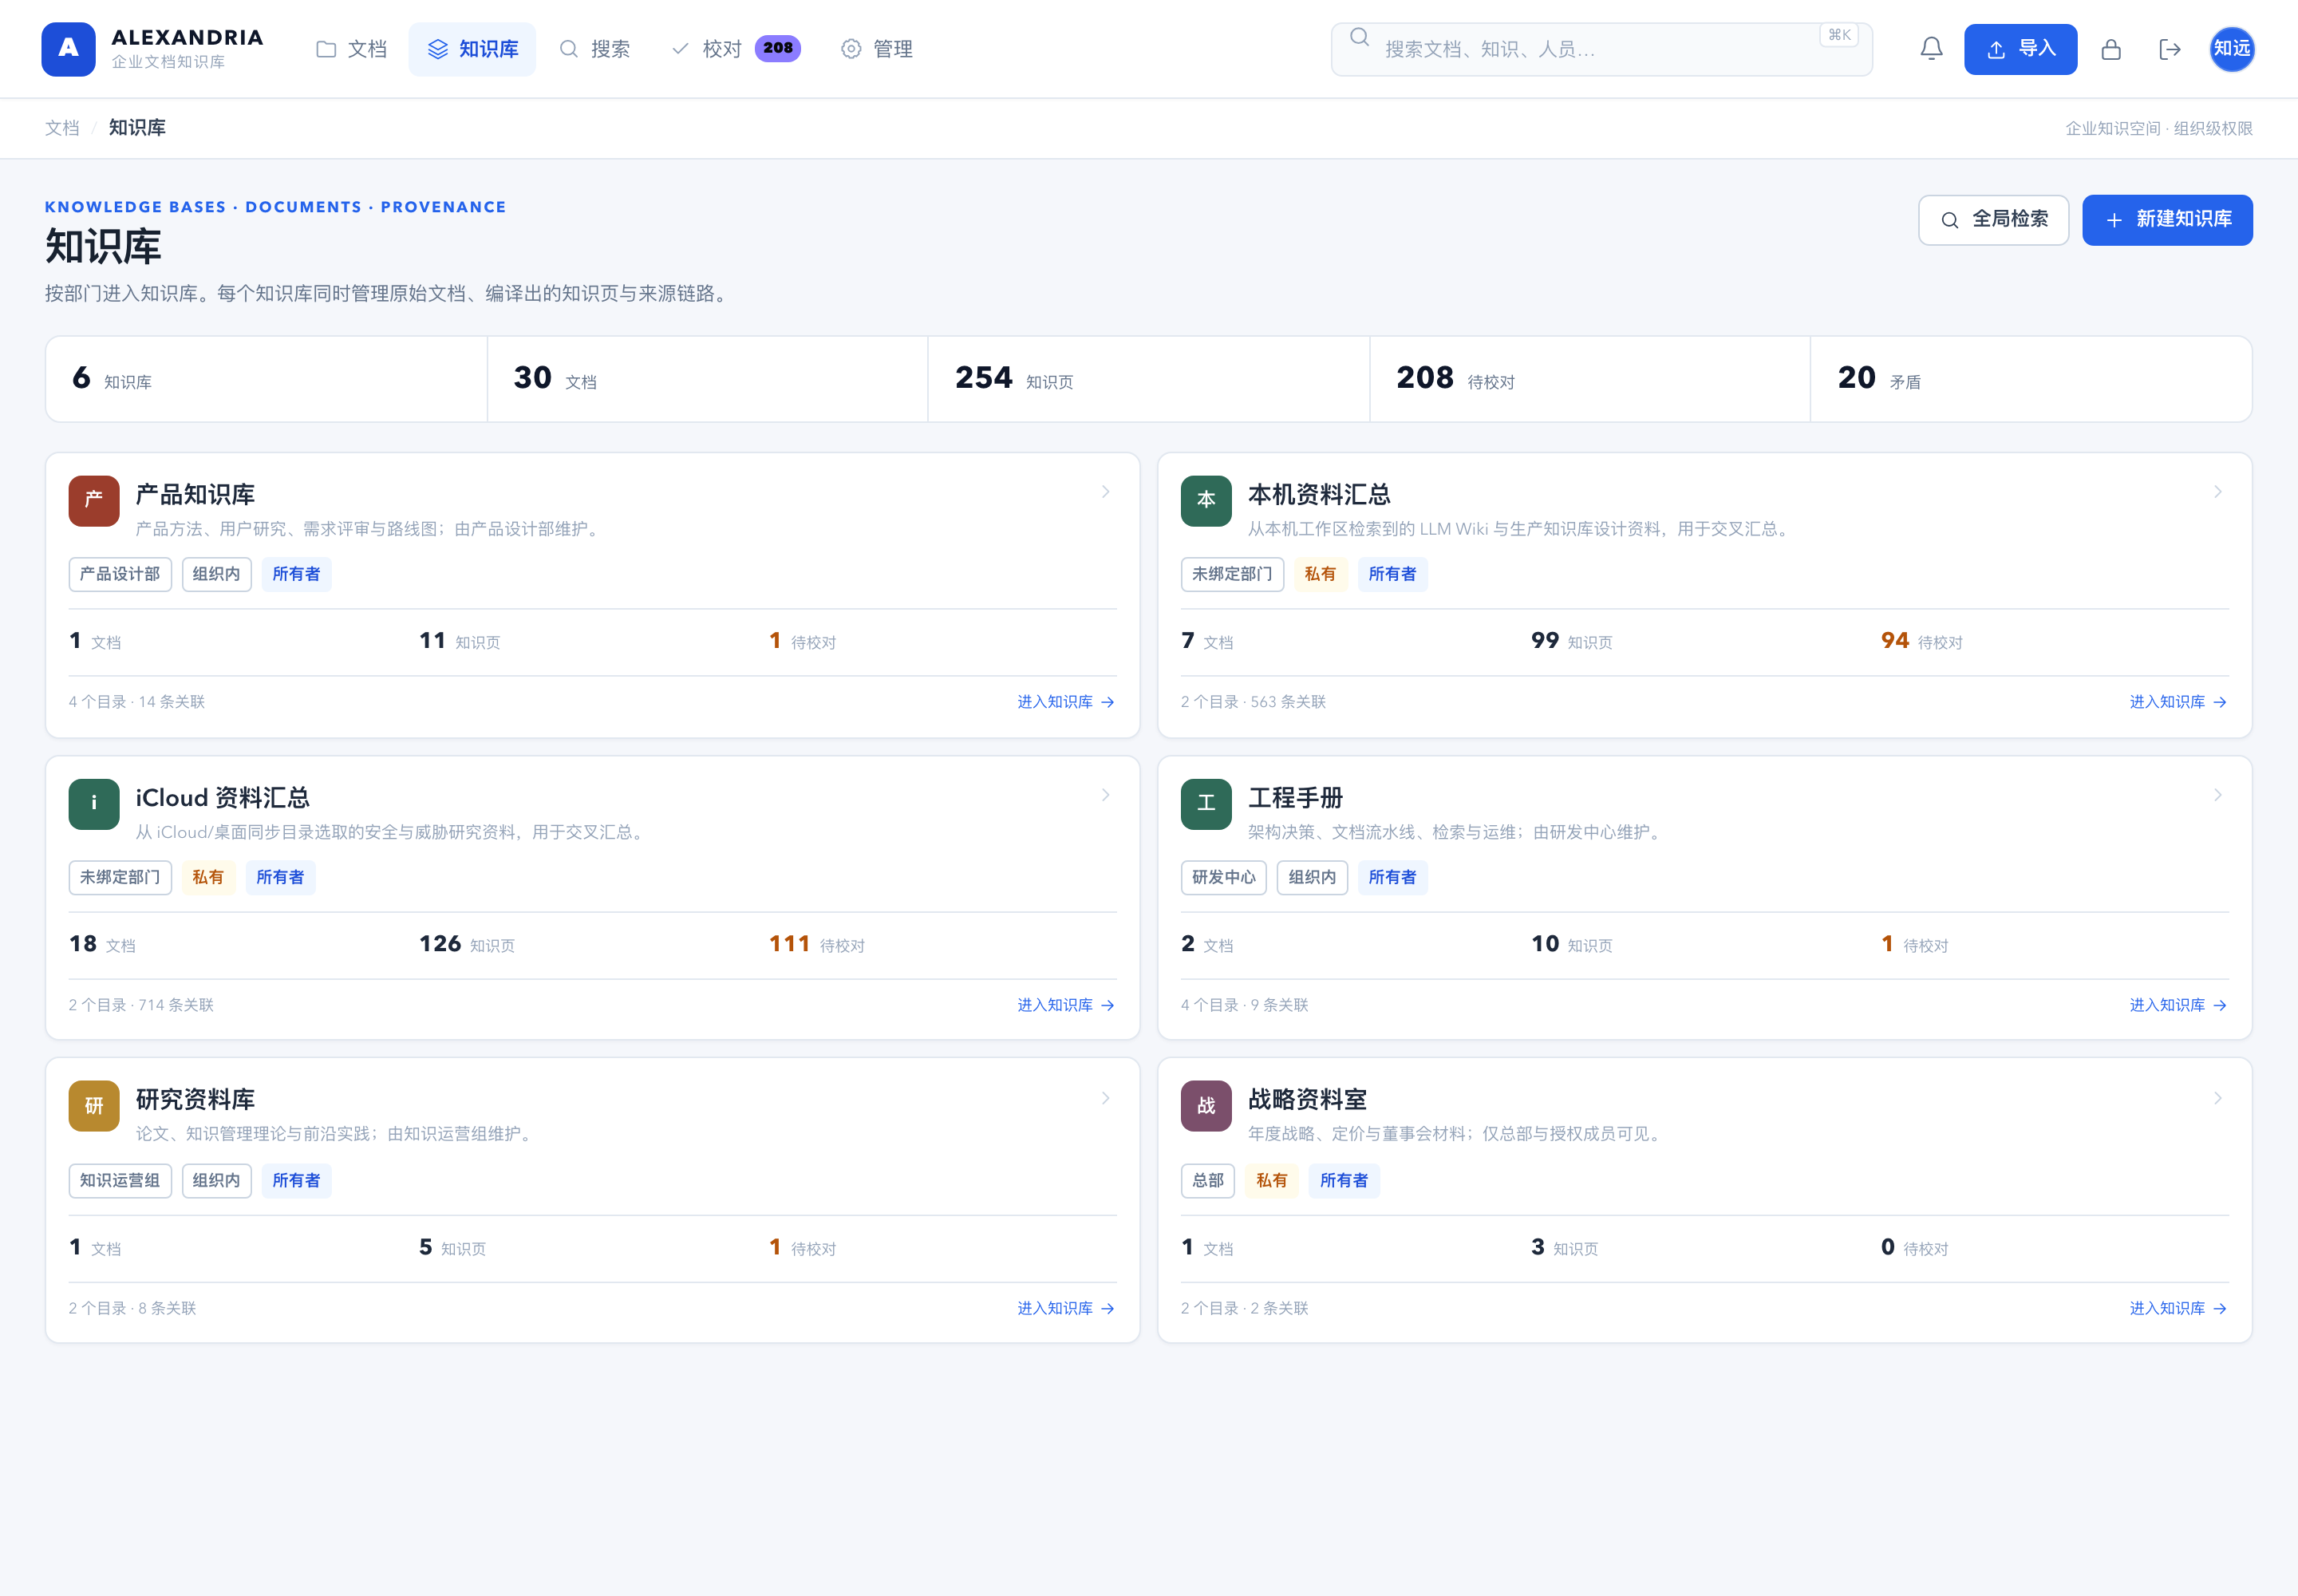 A ALEXANDRIA 文档 知识库 搜索 校对 208 管理 搜索文档、知识、人员... ⌘K 导入 知远
企业文档知识库
文档 / 知识库 企业知识空间 · 组织级权限
KNOWLEDGE BASES · DOCUMENTS · PROVENANCE
知识库
全局检索 + 新建知识库
按部门进入知识库。每个知识库同时管理原始文档、编译出的知识页与来源链路。
6 知识库 30 文档 254 知识页 208 待校对 20 矛盾
产 产品知识库
产品方法、用户研究、需求评审与路线图；由产品设计部维护。
产品设计部 组织内 所有者
1 文档 11 知识页 1 待校对
4 个目录 · 14 条关联 进入知识库 →
本 本机资料汇总
从本机工作区检索到的 LLM Wiki 与生产知识库设计资料，用于交叉汇总。
未绑定部门 私有 所有者
7 文档 99 知识页 94 待校对
2 个目录 · 563 条关联 进入知识库 →
i iCloud 资料汇总
从 iCloud/桌面同步目录选取的安全与威胁研究资料，用于交叉汇总。
未绑定部门 私有 所有者
18 文档 126 知识页 111 待校对
2 个目录 · 714 条关联 进入知识库 →
工 工程手册
架构决策、文档流水线、检索与运维；由研发中心维护。
研发中心 组织内 所有者
2 文档 10 知识页 1 待校对
4 个目录 · 9 条关联 进入知识库 →
研 研究资料库
论文、知识管理理论与前沿实践；由知识运营组维护。
知识运营组 组织内 所有者
1 文档 5 知识页 1 待校对
2 个目录 · 8 条关联 进入知识库 →
战 战略资料室
年度战略、定价与董事会材料；仅总部与授权成员可见。
总部 私有 所有者
1 文档 3 知识页 0 待校对
2 个目录 · 2 条关联 进入知识库 →